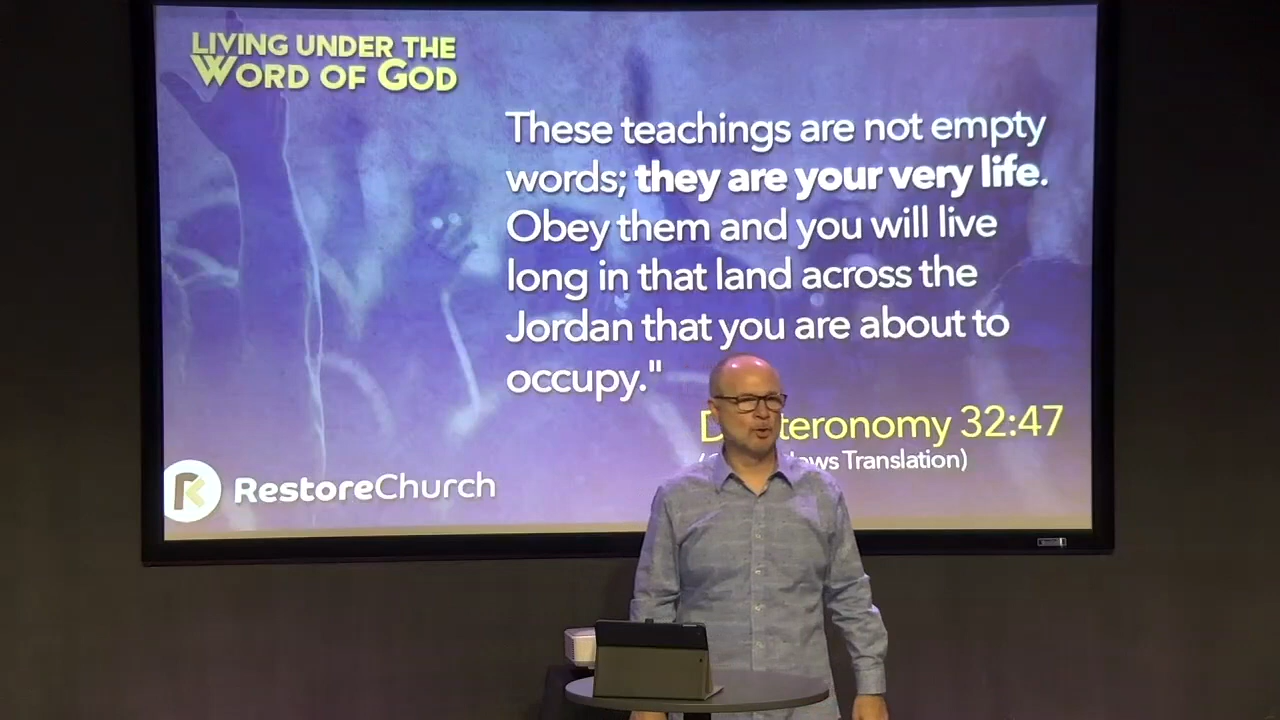 LIVING UNDER THE
WORD OF GOD
These teachings are not empty
words; they are your very life.
Obey them and you will live
long in that land across the
Jordan that you are about to
occupy."
32:47
Translation)
RestoreChurch